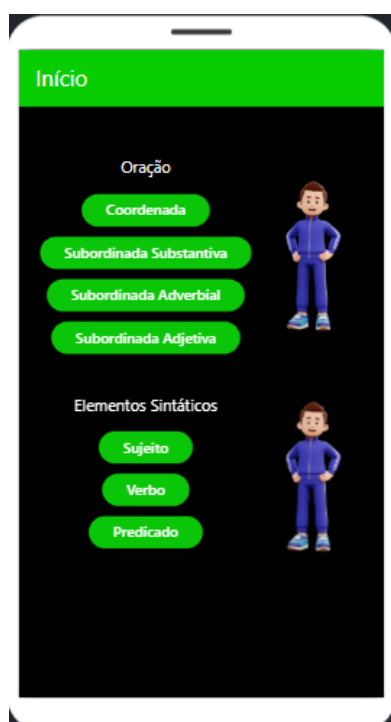 Início
Oração
Coordenada
Subordinada Substantiva
Subordinada Adverbial
Subordinada Adjetiva
Elementos Sintáticos
Sujeito
Verbo
Predicado